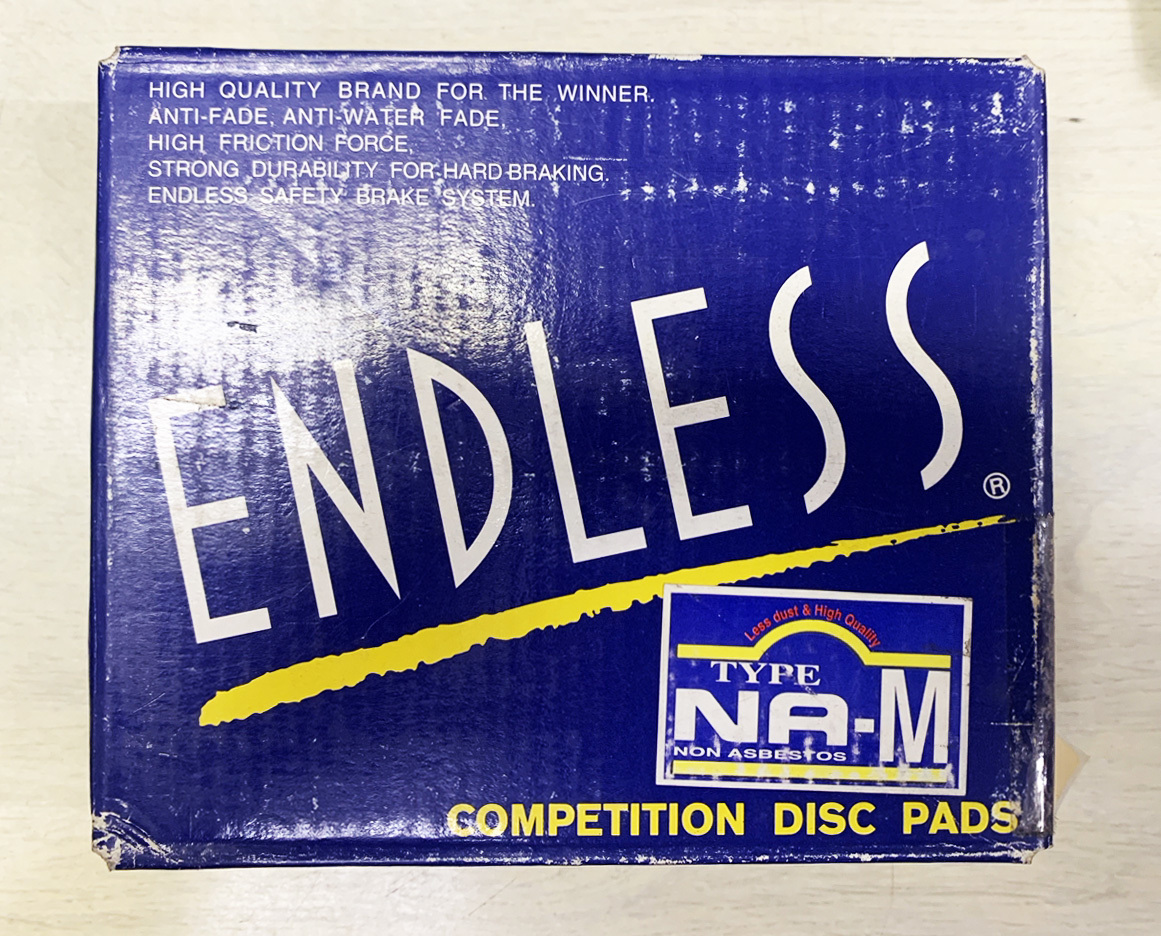 HIGH QUALITY BRAND FOR THE WINNER.
ANTI-FADE, ANTI-WATER FADE,
HIGH FRICTION FORCE,
STRONG DURABILITY FOR HARD BRAKING.
ENDLESS SAFETY BRAKE SYSTEM.
ENDLESS®
Less dust & High Quality
TYPE
NA-M
NON ASBESTOS
COMPETITION DISC PADS